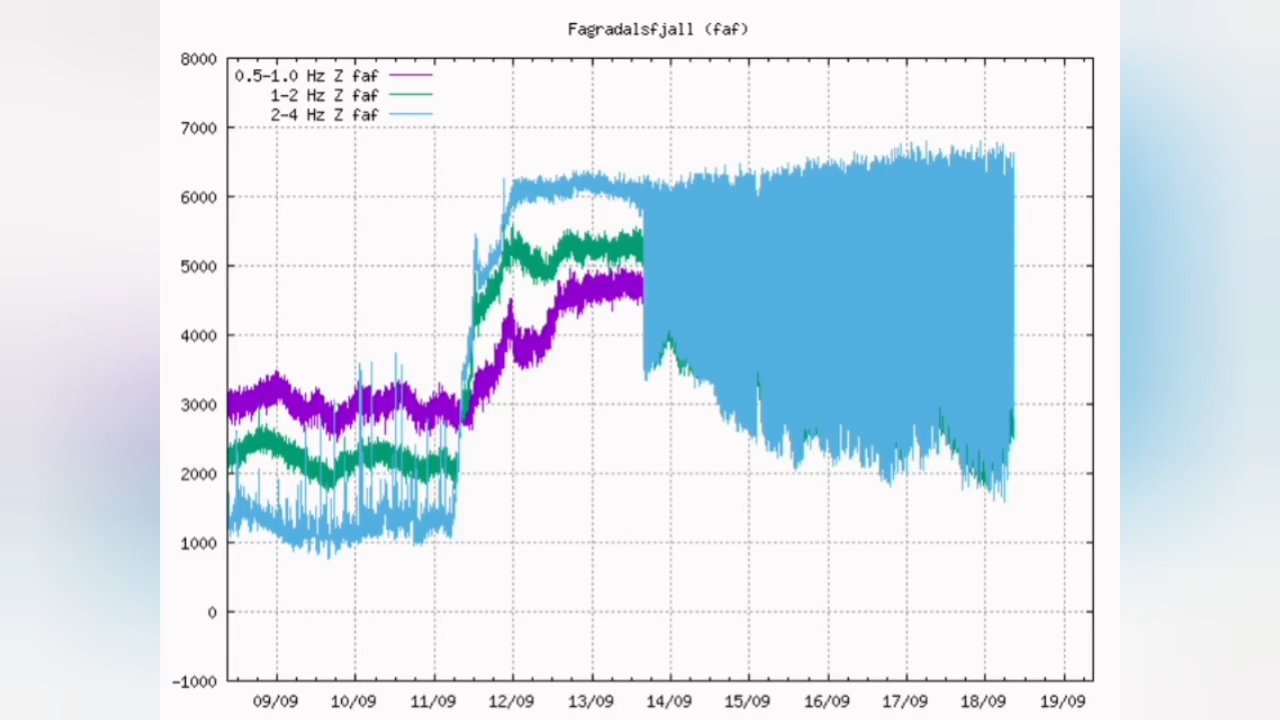 Fagradalsfjall (faf)
8000
0.5-1.0 Hz Z faf
1-2 Hz Z faf
2-4 Hz Z faf
7000
6000
5000
4000
3000
2000
1000
0
-1000
09/09 10/09 11/09 12/09 13/09 14/09 15/09 16/09 17/09 18/09 19/09